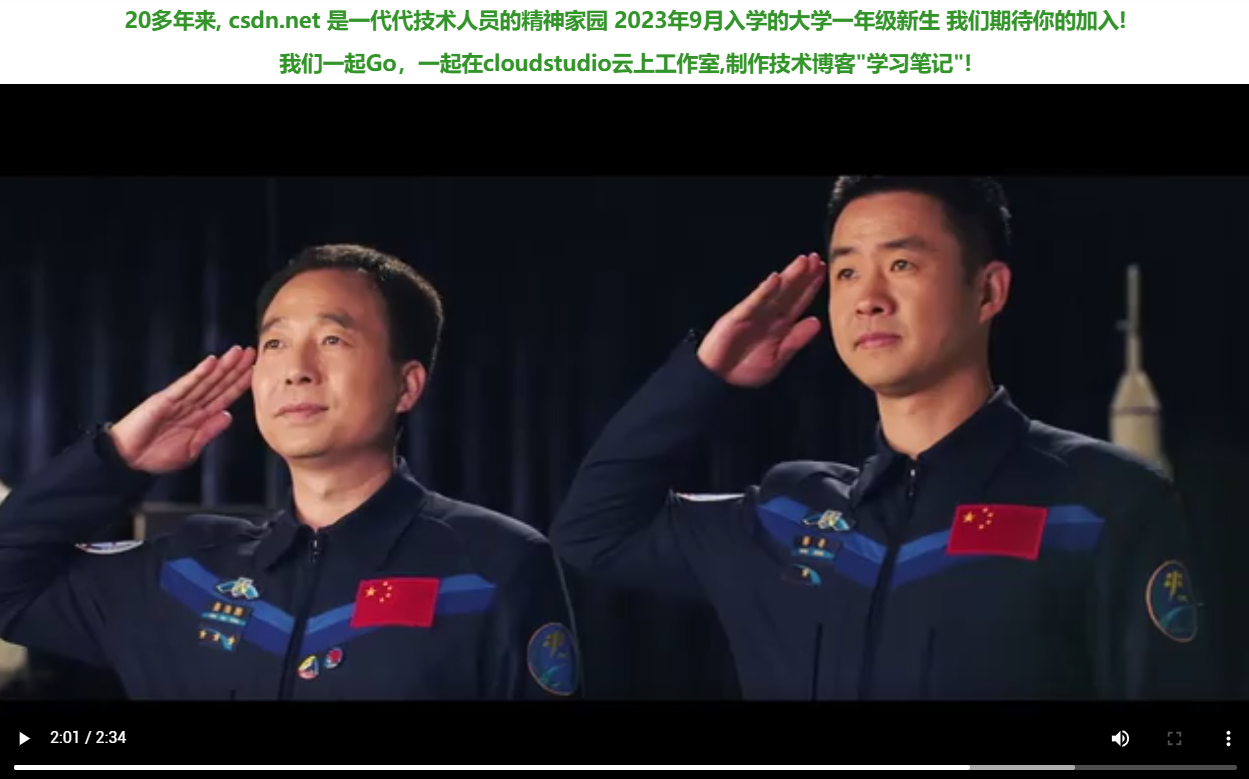 20多年来, csdn.net 是一代代技术人员的精神家园 2023年9月入学的大学一年级新生 我们期待你的加入!
我们一起Go，一起在cloudstudio云上工作室,制作技术博客"学习笔记"!
2:01 / 2:34